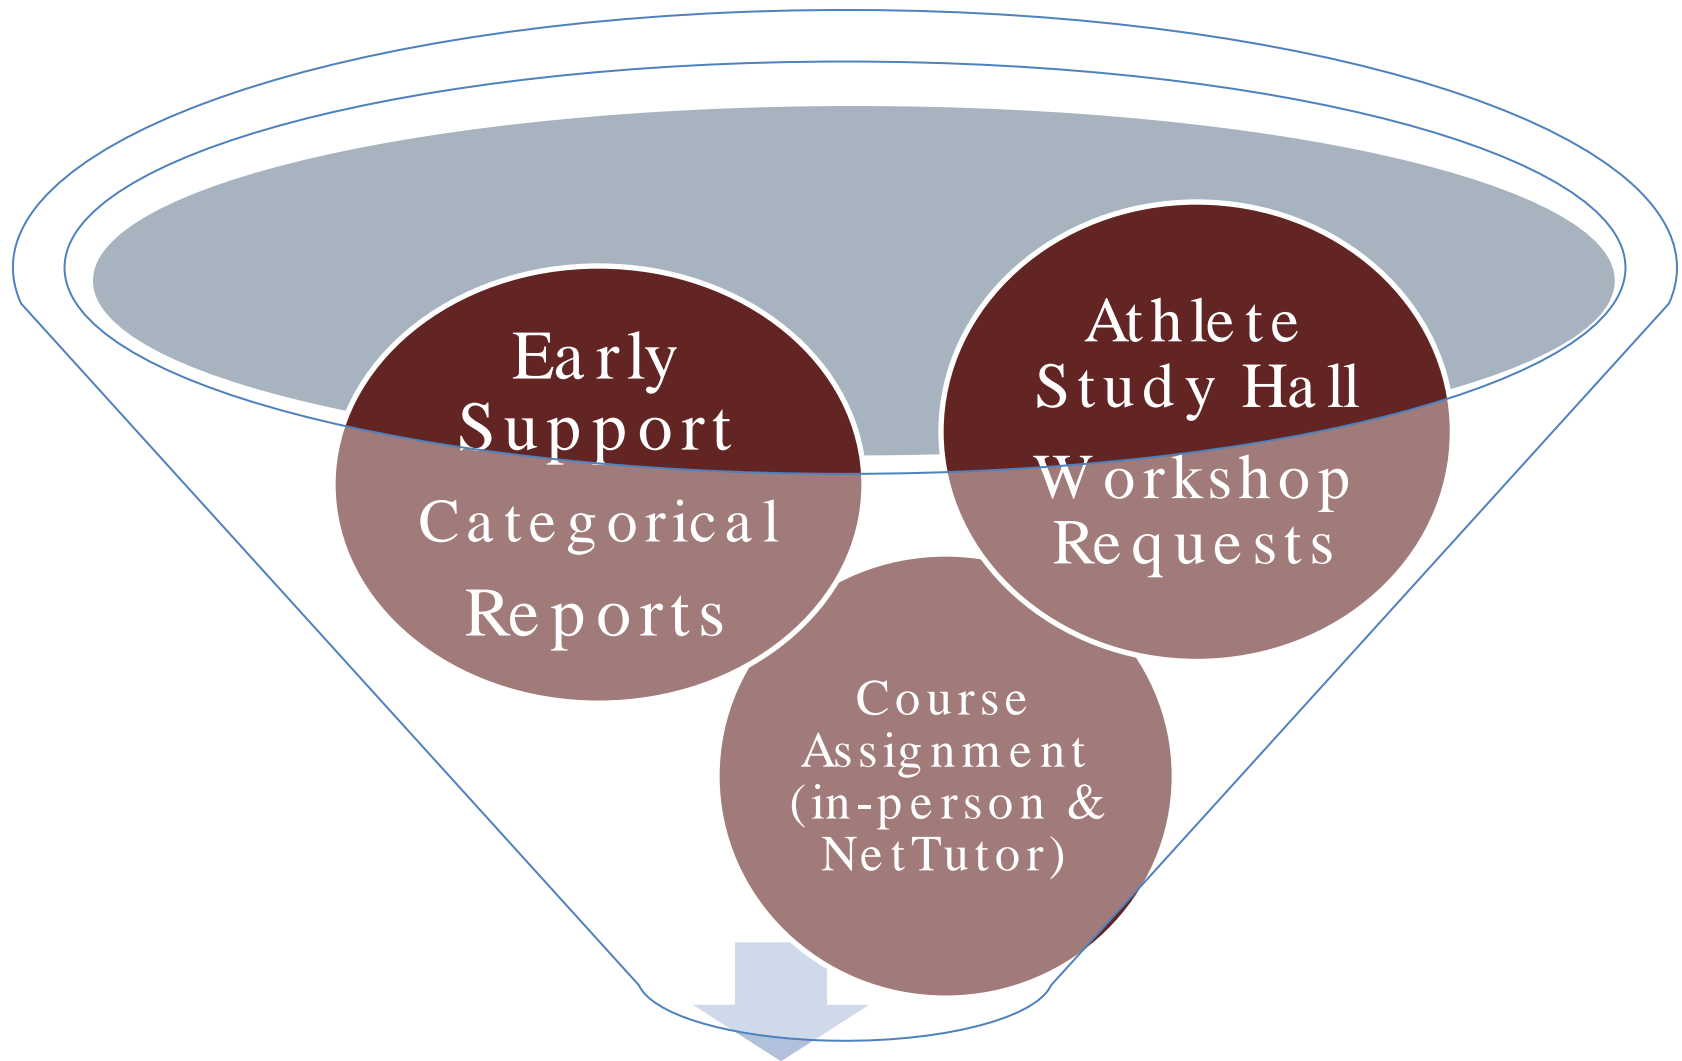 Early
Support
Categorical
Reports
Athlete
Study Hall
Workshop
Requests
Course
Assignment
(in-person &
NetTutor)